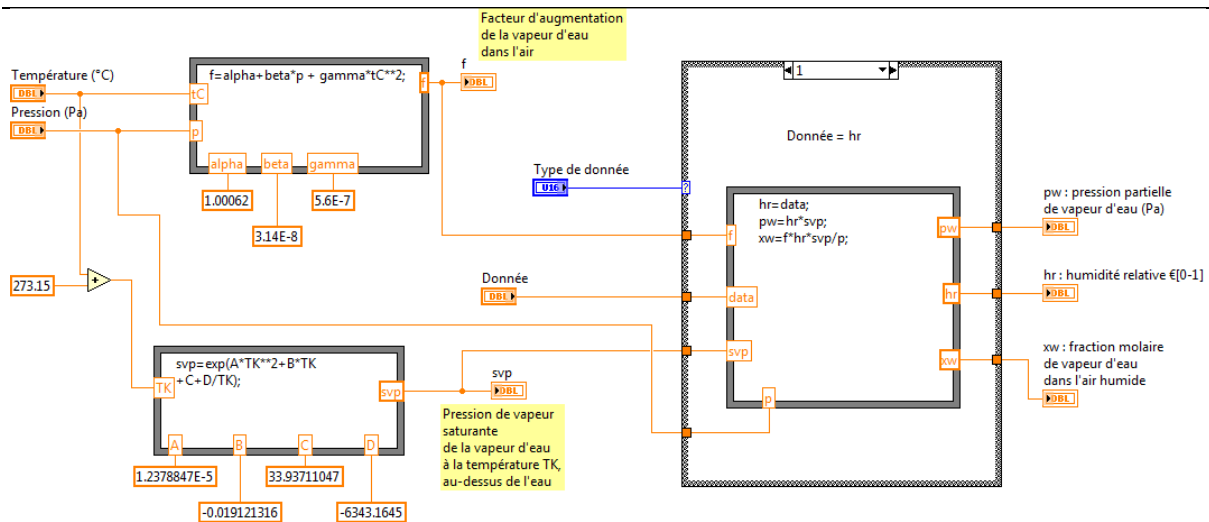 Facteur d'augmentation
de la vapeur d'eau
dans l'air
f
DBL
Température (°C)
DBL
Pression (Pa)
DBL
f=alpha+beta*p + gamma*tC**2;
tC
p
f
alpha
beta
gamma
1.00062
3.14E-8
5.6E-7
273.15
+
svp=exp(A*TK**2+B*TK
+C+D/TK);
TK
svp
A
B
C
D
1.2378847E-5
-0.019121316
33.93711047
-6343.1645
svp
DBL
Pression de vapeur
saturante
de la vapeur d'eau
à la température TK,
au-dessus de l'eau
Type de donnée
U16
Donnée
DBL
1
Donnée = hr
?
hr=data;
pw=hr*svp;
xw=f*hr*svp/p;
f
data
svp
p
pw
hr
xw
pw : pression partielle
de vapeur d'eau (Pa)
DBL
hr : humidité relative €[0-1]
DBL
xw : fraction molaire
de vapeur d'eau
dans l'air humide
DBL